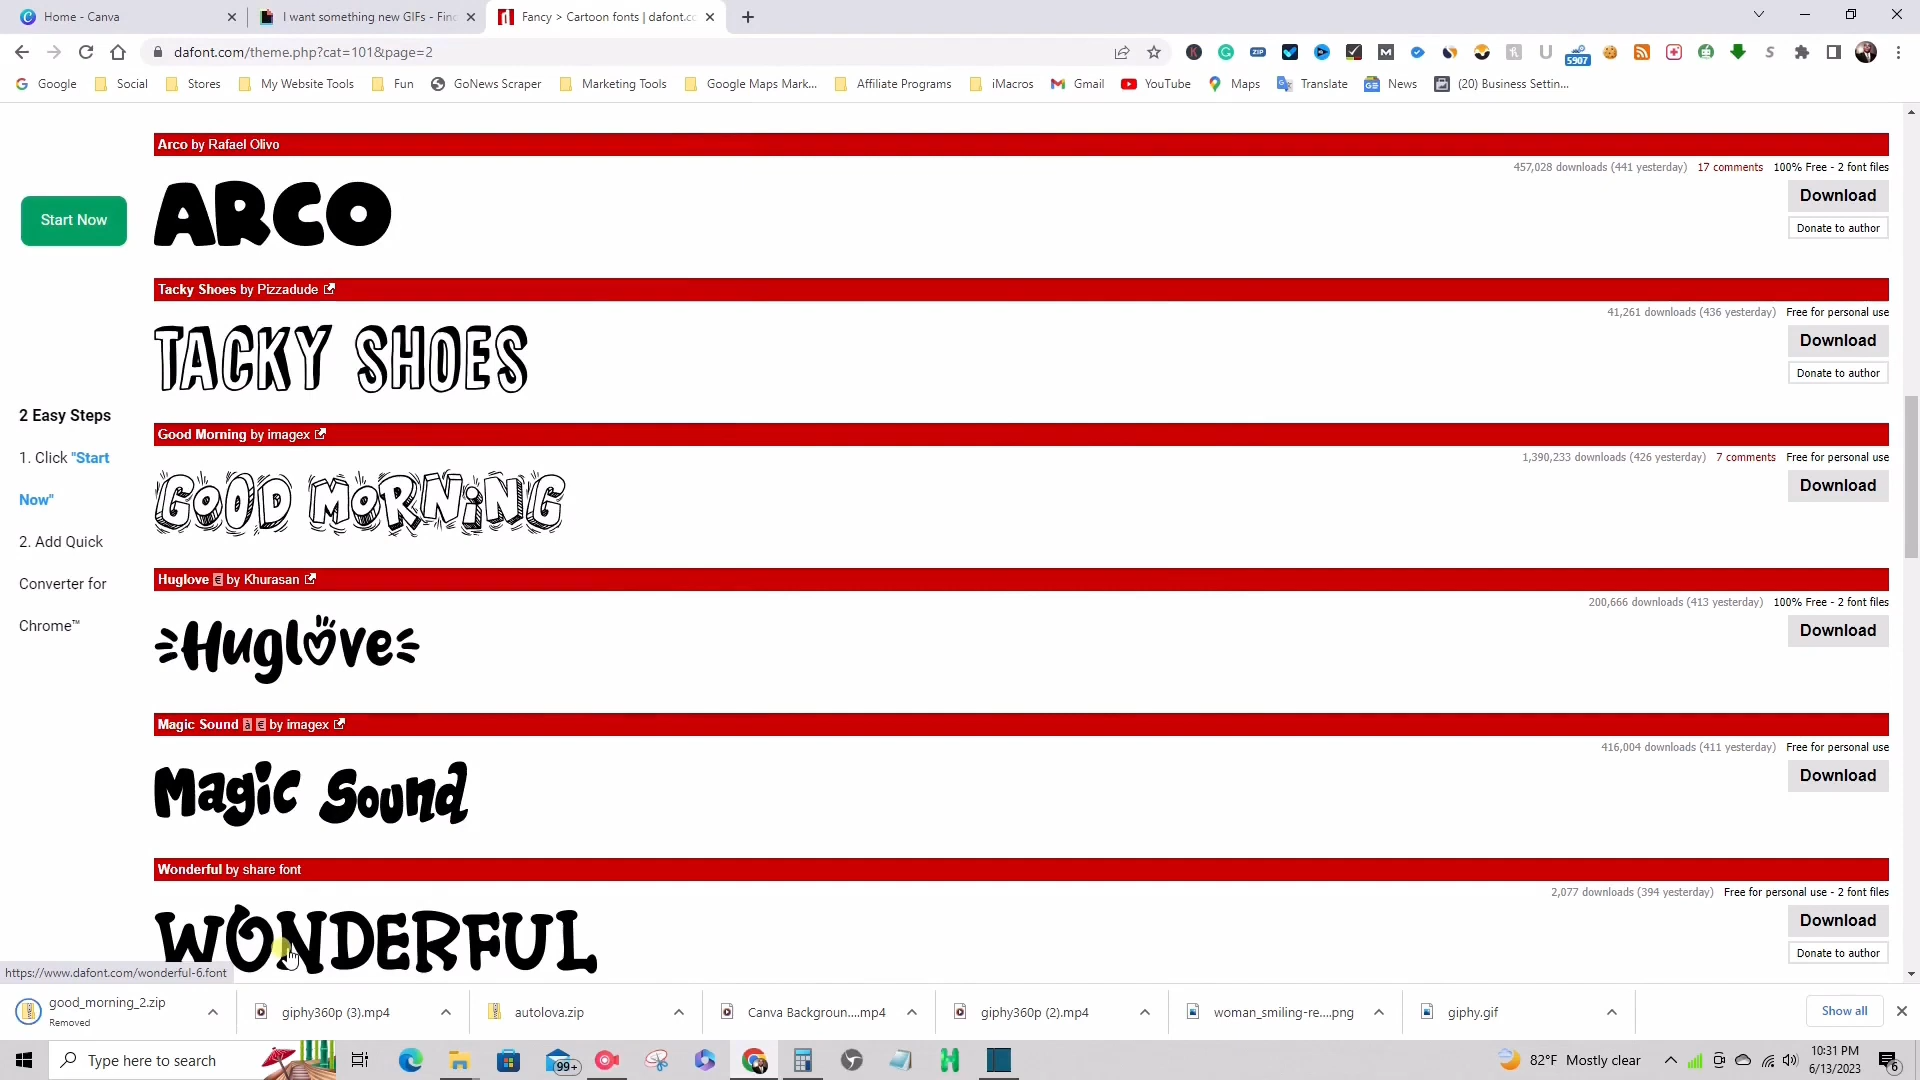 Home - Canva
I want something new GIFs - Finc
Fancy > Cartoon fonts | dafont.cc
dafont.com/theme.php?cat=101&page=2
5907
Google
Social
Stores
My Website Tools
Fun
GoNews Scraper
Marketing Tools
Google Maps Mark...
Affiliate Programs
iMacros
Gmail
YouTube
Maps
Translate
News
(20) Business Settin...
Arco by Rafael Olivo
457,028 downloads (441 yesterday) 17 comments 100% Free - 2 font files
ARCO
Download
Donate to author
Start Now
Tacky Shoes by Pizzadude
41,261 downloads (436 yesterday) Free for personal use
TACKY SHOES
Download
Donate to author
2 Easy Steps
1. Click "Start
Now"
2. Add Quick
Converter for
Chrome™
Good Morning by imagex
1,390,233 downloads (426 yesterday) 7 comments Free for personal use
GOOD MORNiNG
Download
Huglove € by Khurasan
200,666 downloads (413 yesterday) 100% Free - 2 font files
Huglove
Download
Magic Sound à € by imagex
416,004 downloads (411 yesterday) Free for personal use
Magic Sound
Download
Wonderful by share font
2,077 downloads (394 yesterday) Free for personal use - 2 font files
WONDERFUL
Download
Donate to author
https://www.dafont.com/wonderful-6.font
good_morning_2.zip
Removed
giphy360p (3).mp4
autolova.zip
Canva Backgroun....mp4
giphy360p (2).mp4
woman_smiling-re....png
giphy.gif
Show all
Type here to search
99+
82°F Mostly clear
10:31 PM
6/13/2023
6